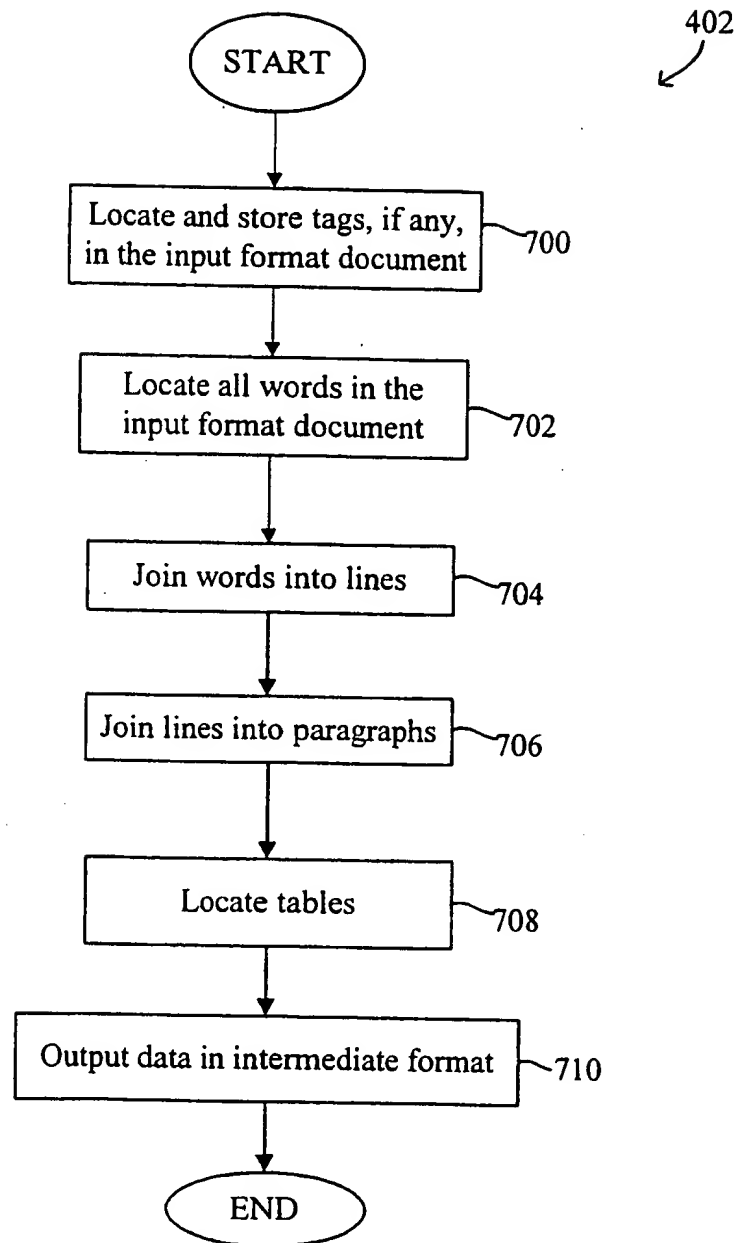 402
START
Locate and store tags, if any,
in the input format document
700
Locate all words in the
input format document
702
Join words into lines
704
Join lines into paragraphs
706
Locate tables
708
Output data in intermediate format
710
END